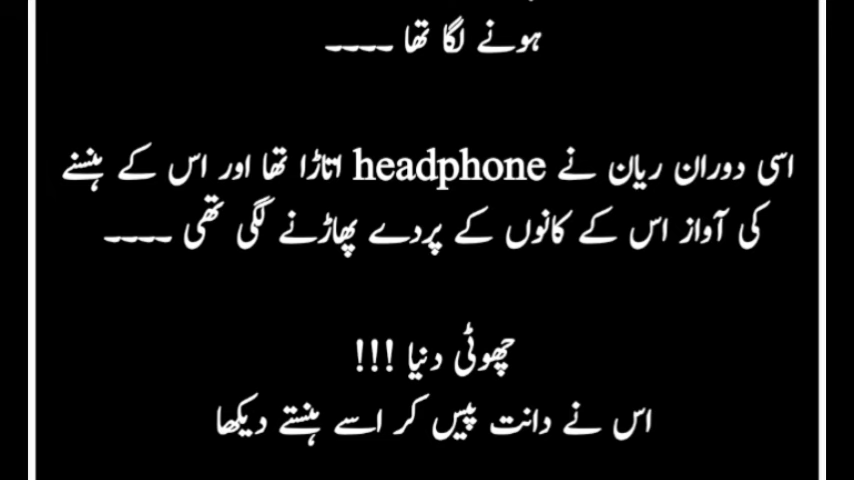 ہونے لگا تھا ۔۔۔۔
اسی دوران ریان نے headphone اتاڑا تھا اور اس کے ہنسنے
کی آواز اس کے کانوں کے پردے پھاڑنے لگی تھی ۔۔۔۔
چھوٹی دنیا !!!
اس نے دانت پیس کر اسے ہنستے دیکھا